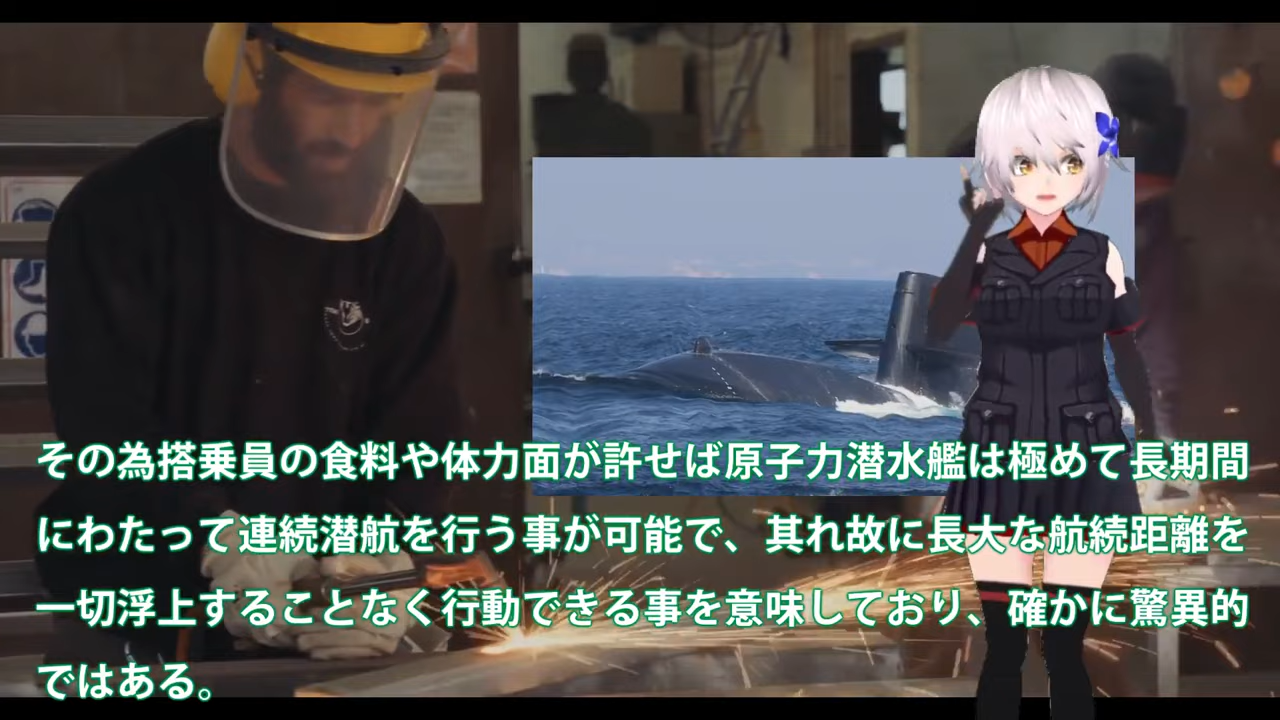 その為搭乗員の食料や体力面が許せば原子力潜水艦は極めて長期間
にわたって連続潜航を行う事が可能で、其れ故に長大な航続距離を
一切浮上することなく行動できる事を意味しており、確かに驚異的
ではある。